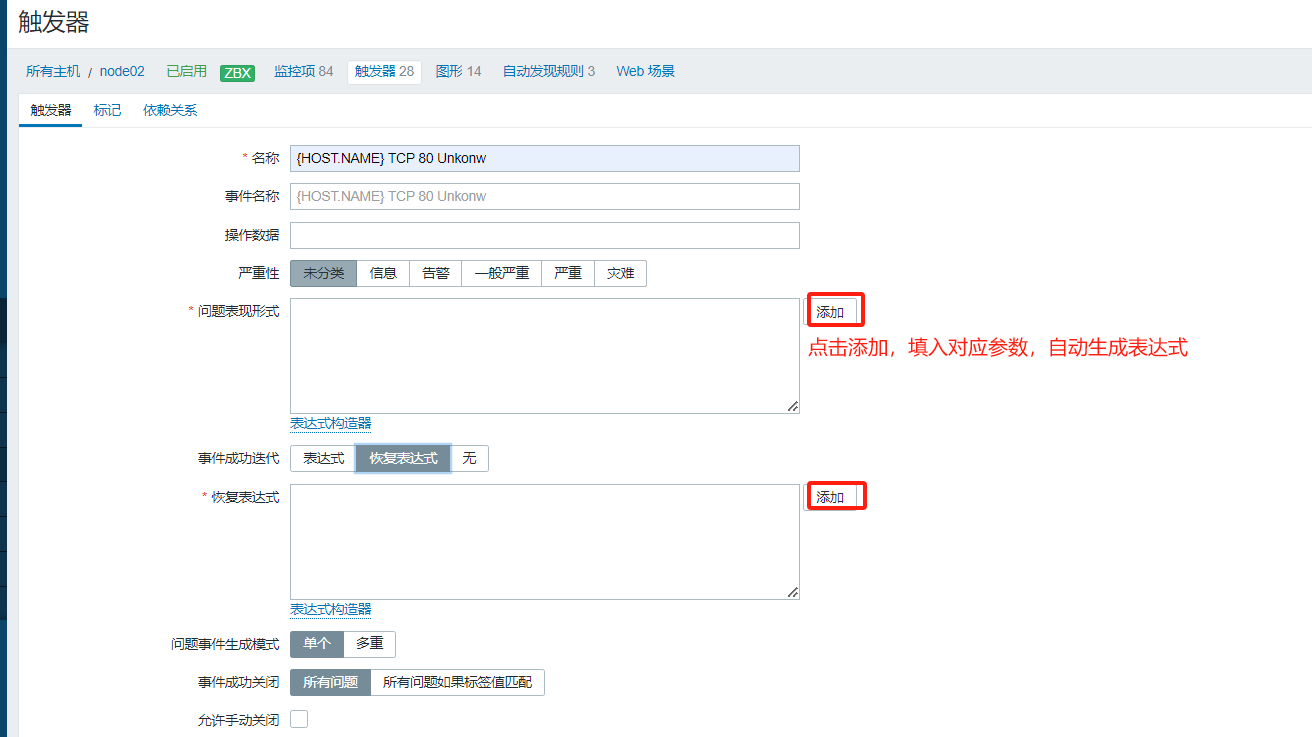 触发器
所有主机 / node02 已启用 ZBX 监控项 84 触发器 28 图形 14 自动发现规则 3 Web 场景
触发器 标记 依赖关系
* 名称 {HOST.NAME} TCP 80 Unkonw
事件名称 {HOST.NAME} TCP 80 Unkonw
操作数据
严重性 未分类 信息 告警 一般严重 严重 灾难
* 问题表现形式 添加
点击添加，填入对应参数，自动生成表达式
表达式构造器
事件成功迭代 表达式 恢复表达式 无
* 恢复表达式 添加
表达式构造器
问题事件生成模式 单个 多重
事件成功关闭 所有问题 所有问题如果标签值匹配
允许手动关闭